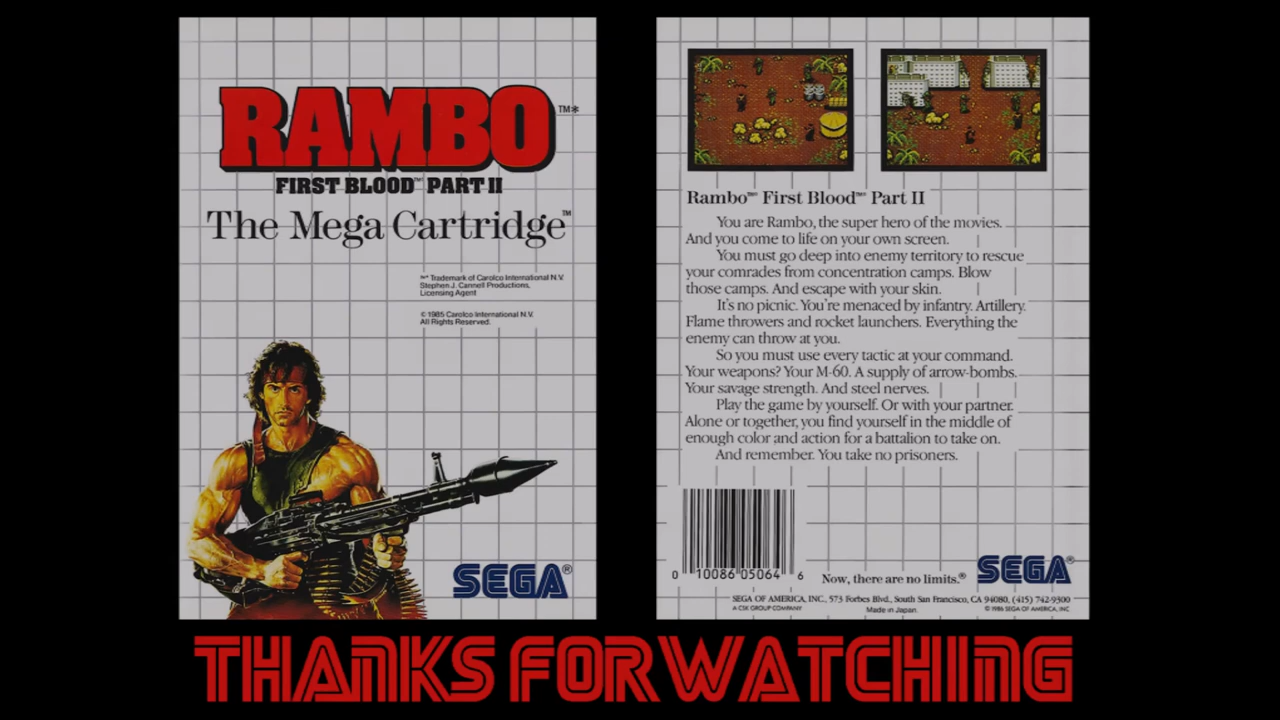 RAMBO™*
FIRST BLOOD™ PART II
The Mega Cartridge™
™* Trademark of Carolco International N.V.
Stephen J. Cannell Productions,
Licensing Agent
© 1985 Carolco International N.V.
All Rights Reserved.
SEGA®
Rambo™* First Blood™* Part II
You are Rambo, the super hero of the movies.
And you come to life on your own screen.
You must go deep into enemy territory to rescue
your comrades from concentration camps. Blow
those camps. And escape with your skin.
It's no picnic. You're menaced by infantry. Artillery.
Flame throwers and rocket launchers. Everything the
enemy can throw at you.
So you must use every tactic at your command.
Your weapons? Your M-60. A supply of arrow-bombs.
Your savage strength. And steel nerves.
Play the game by yourself. Or with your partner.
Alone or together, you find yourself in the middle of
enough color and action for a battalion to take on.
And remember. You take no prisoners.
0 10086 05064 6
Now, there are no limits.®
SEGA®
SEGA OF AMERICA, INC., 573 Forbes Blvd., South San Francisco, CA 94080, (415) 742-9300
A CSK GROUP COMPANY
Made in Japan.
© 1986 SEGA OF AMERICA, INC
THANKS FOR WATCHING